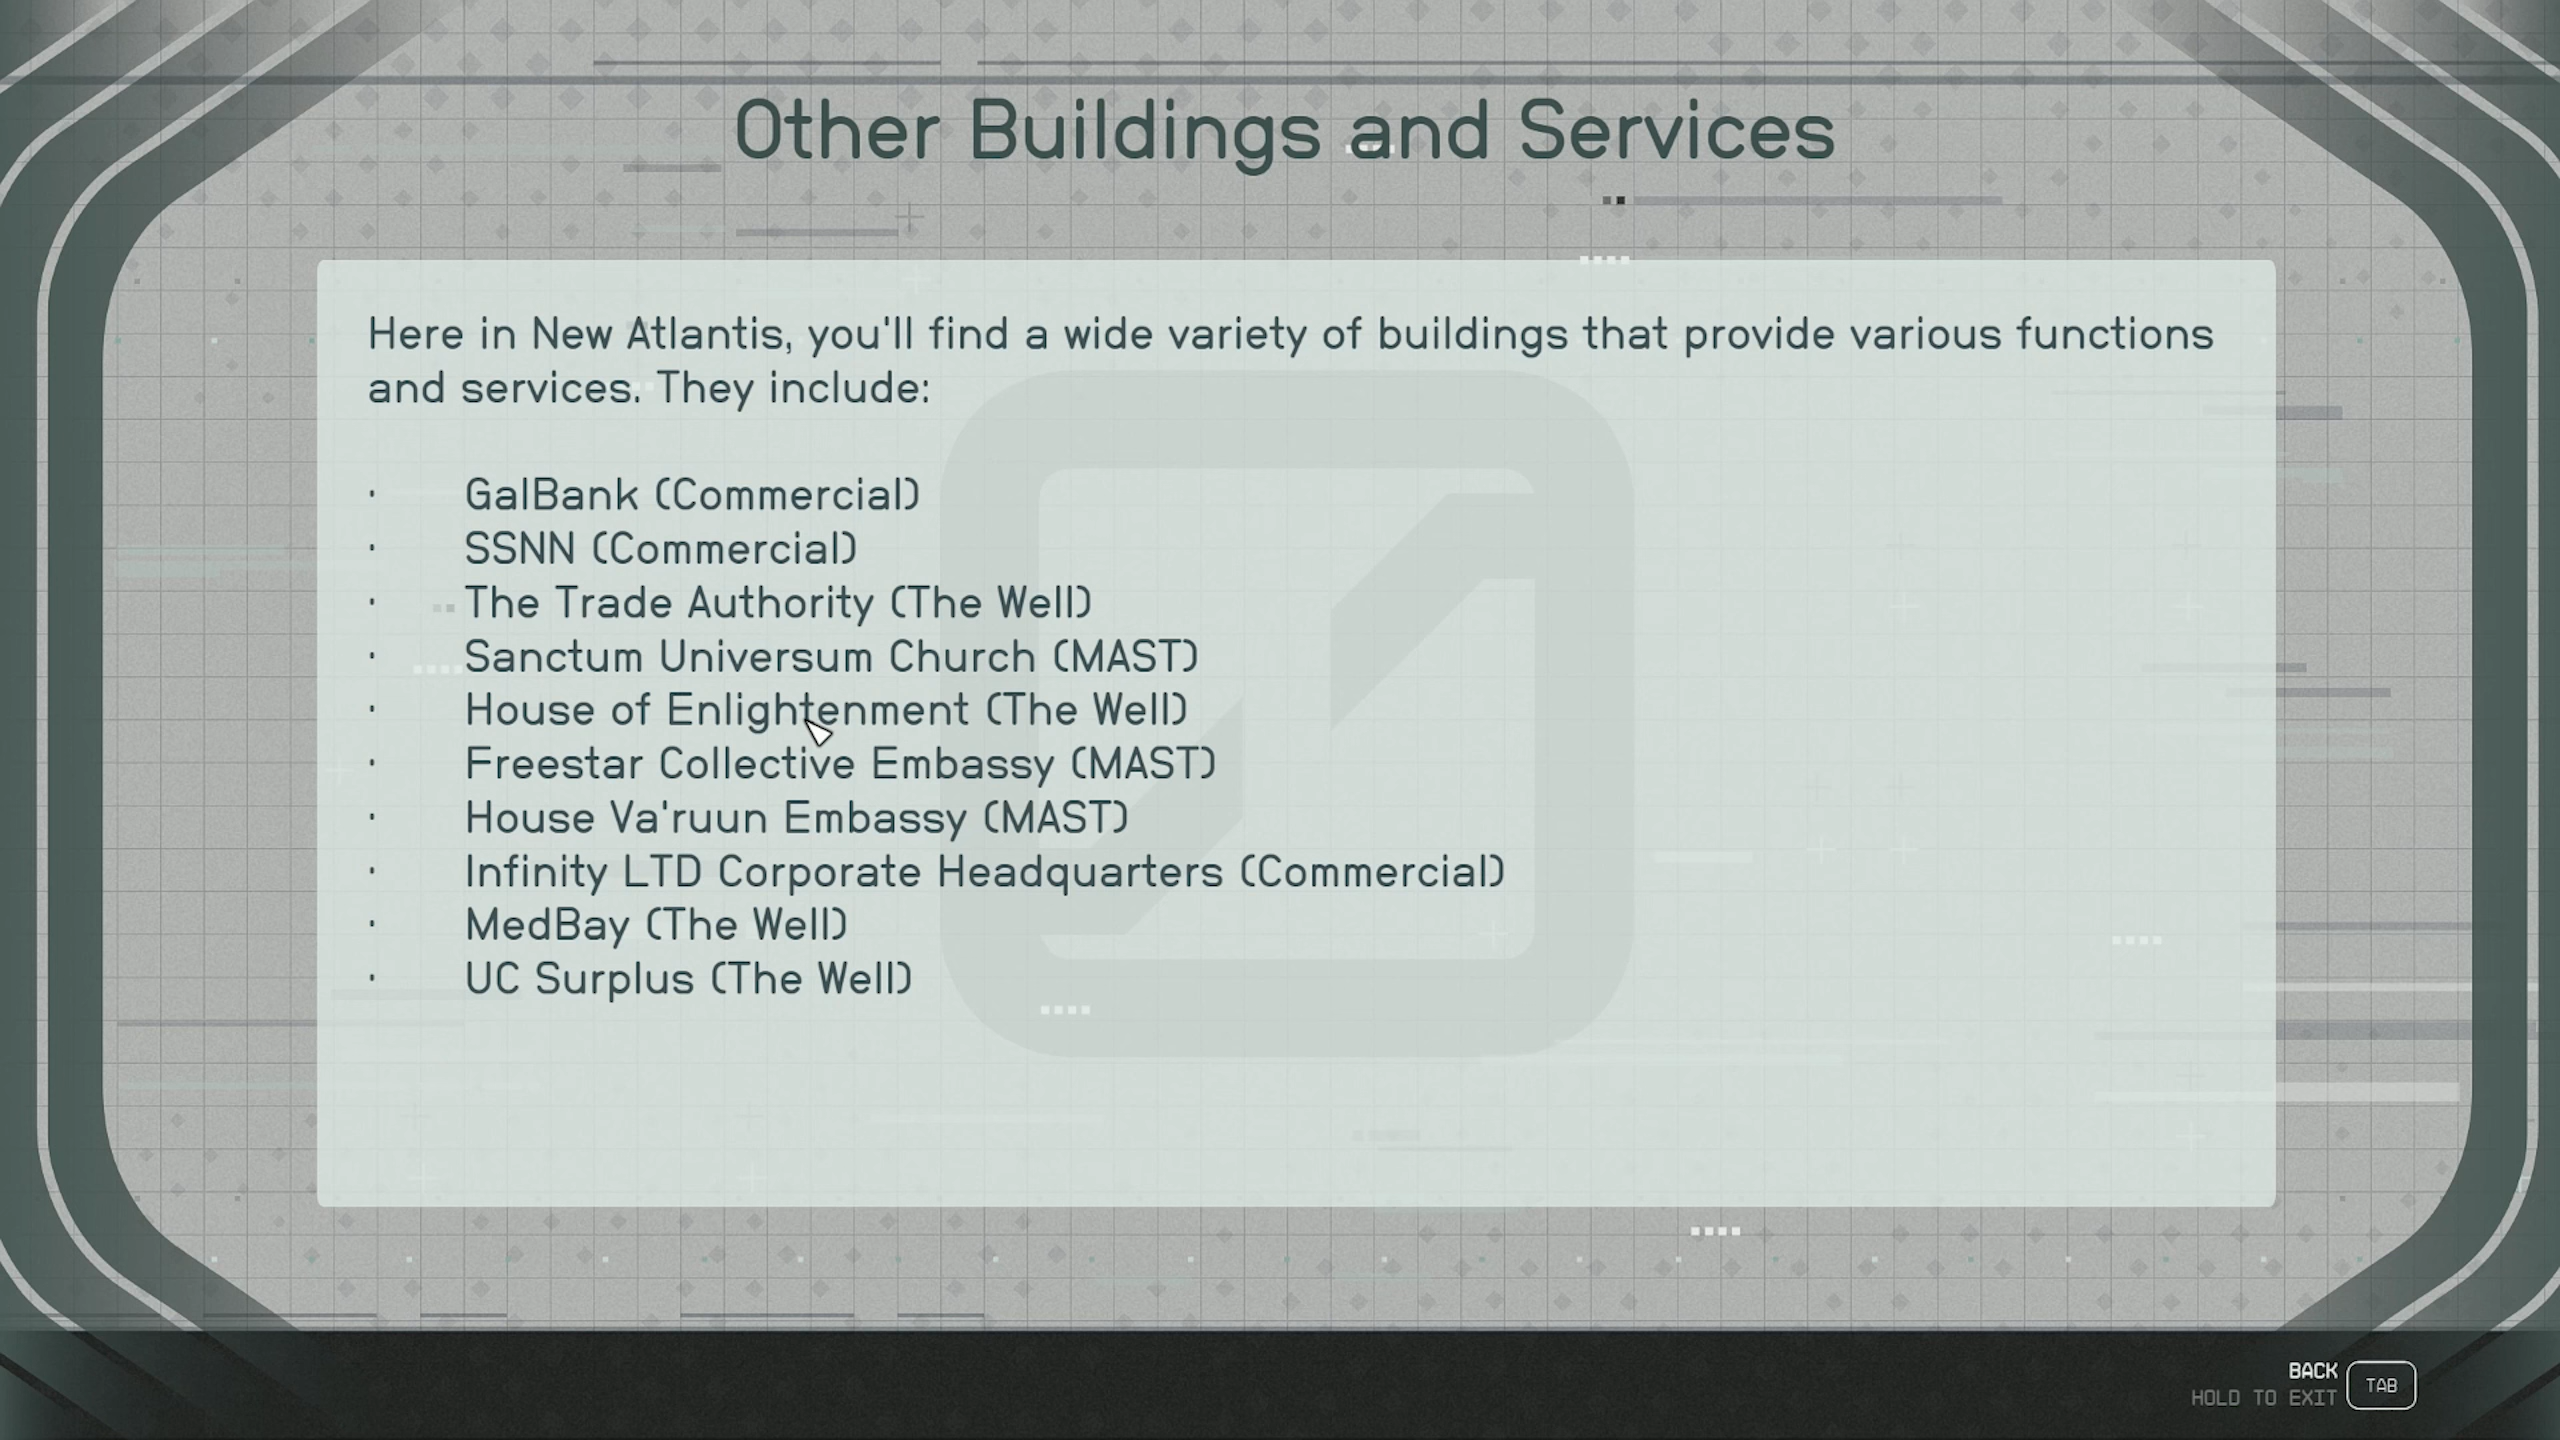 Other Buildings and Services
Here in New Atlantis, you'll find a wide variety of buildings that provide various functions
and services. They include:
· GalBank (Commercial)
· SSNN (Commercial)
· The Trade Authority (The Well)
· Sanctum Universum Church (MAST)
· House of Enlightenment (The Well)
· Freestar Collective Embassy (MAST)
· House Va'ruun Embassy (MAST)
· Infinity LTD Corporate Headquarters (Commercial)
· MedBay (The Well)
· UC Surplus (The Well)
BACK
HOLD TO EXIT
TAB